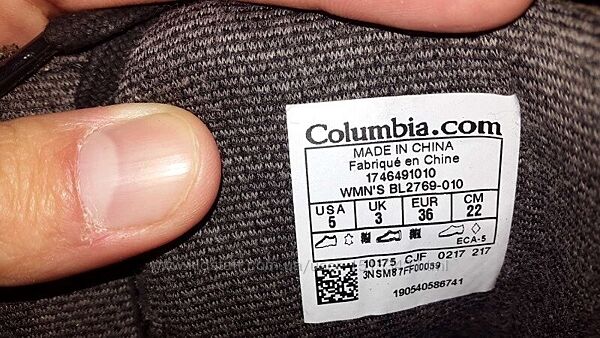 Columbia.com
MADE IN CHINA
Fabriqué en Chine
1746491010
WMN'S BL2769-010
USA UK EUR CM
5 3 36 22
ECA-5
10175 CJF 0217 217
3NSM87FF00059
190540586741